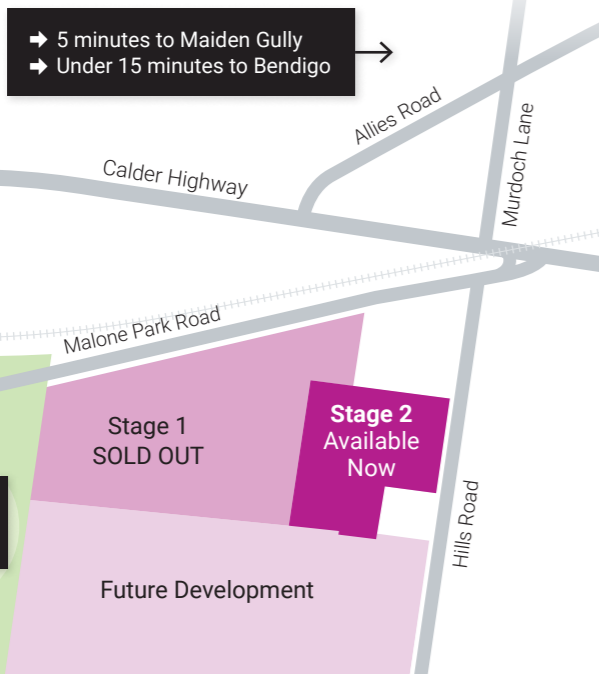 ➡ 5 minutes to Maiden Gully
➡ Under 15 minutes to Bendigo
Allies Road
Murdoch Lane
Calder Highway
Malone Park Road
Stage 1
SOLD OUT
Stage 2
Available
Now
Hills Road
Future Development